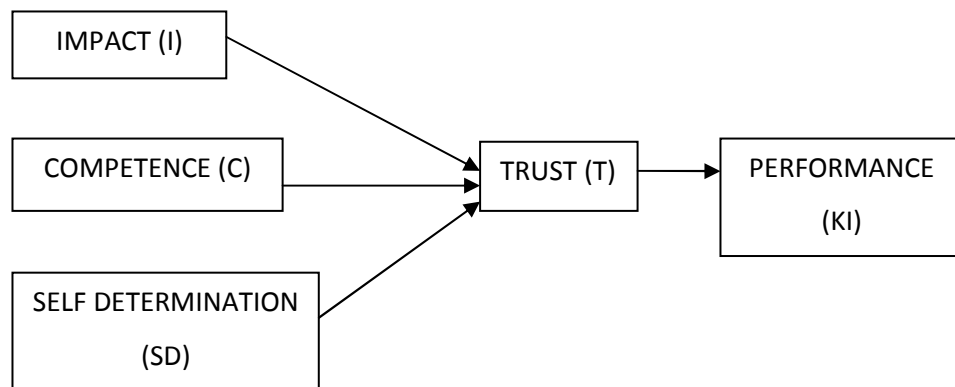 IMPACT (I)
COMPETENCE (C)
TRUST (T)
PERFORMANCE
(KI)
SELF DETERMINATION
(SD)